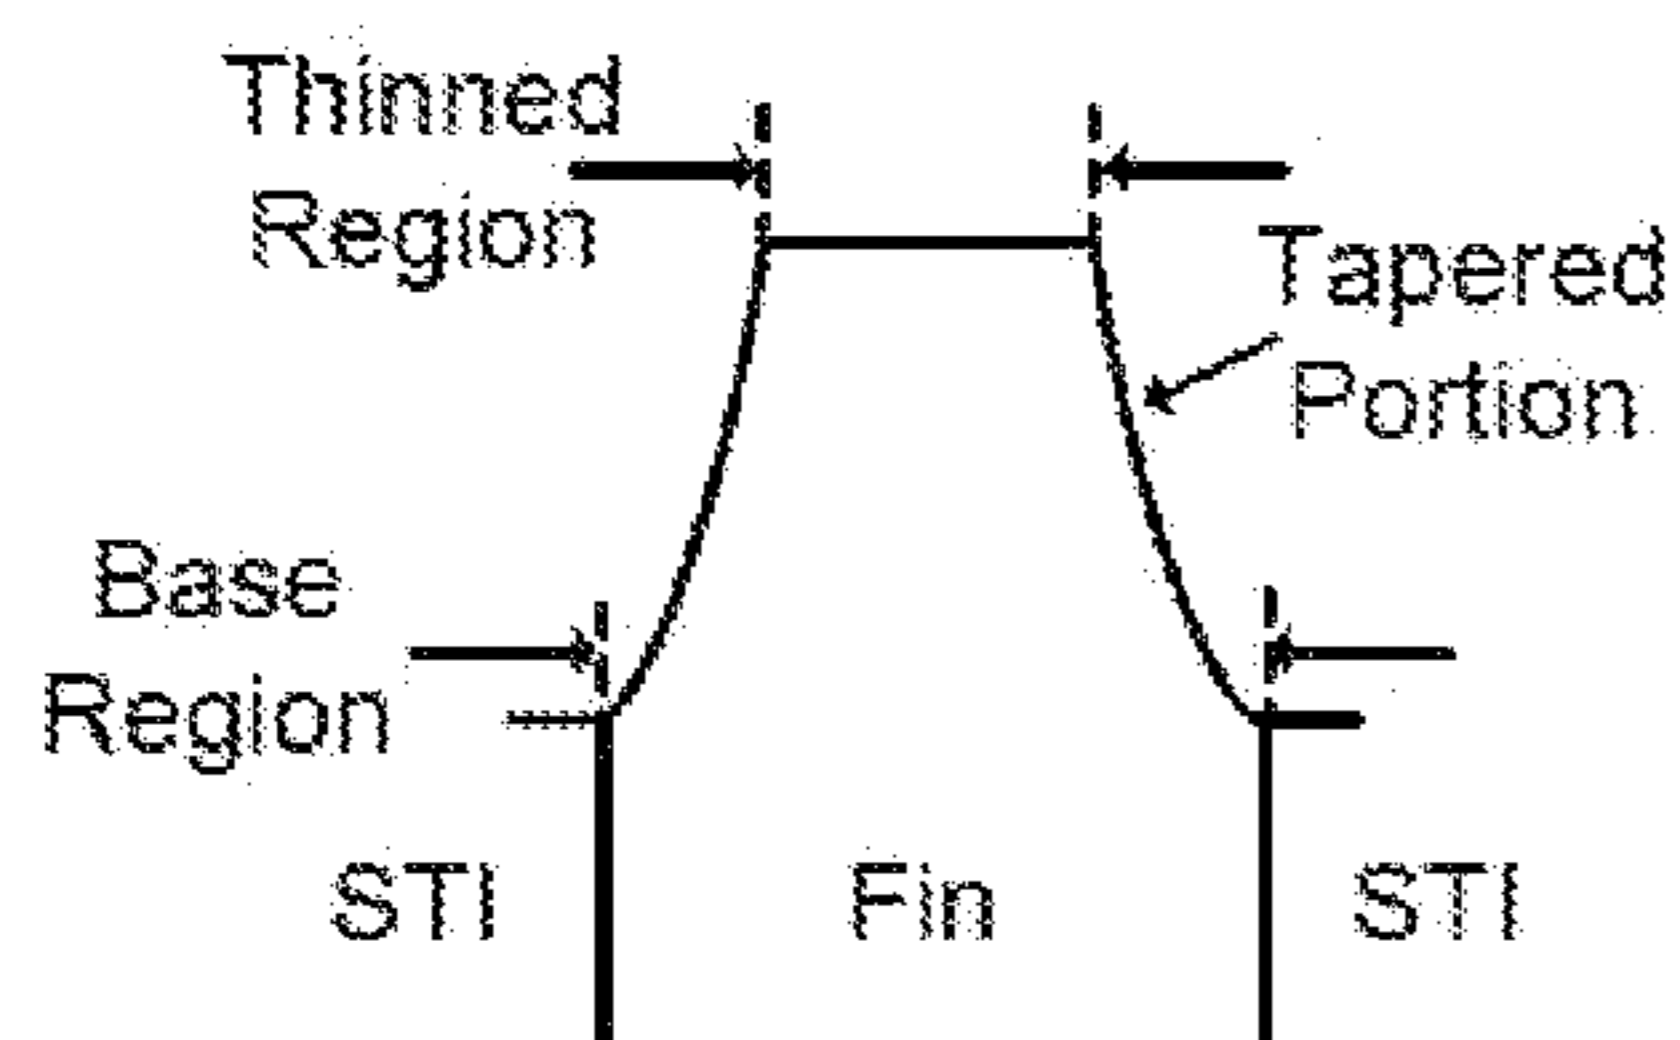 Thinned
Region
Tapered
Portion
Base
Region
STI
Fin
STI